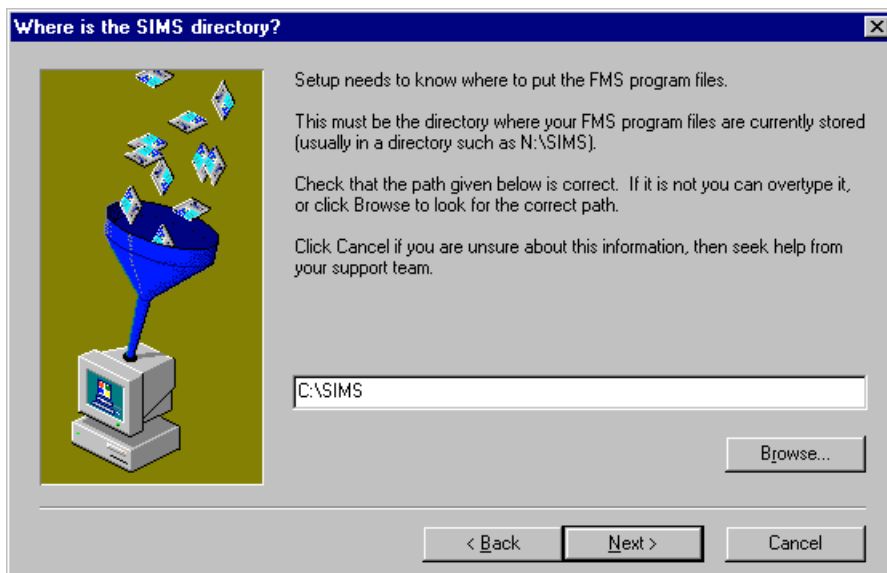 Where is the SIMS directory?
Setup needs to know where to put the FMS program files.
This must be the directory where your FMS program files are currently stored
(usually in a directory such as N:\SIMS).
Check that the path given below is correct.  If it is not you can overtype it,
or click Browse to look for the correct path.
Click Cancel if you are unsure about this information, then seek help from
your support team.
C:\SIMS
Browse...
< Back
Next >
Cancel